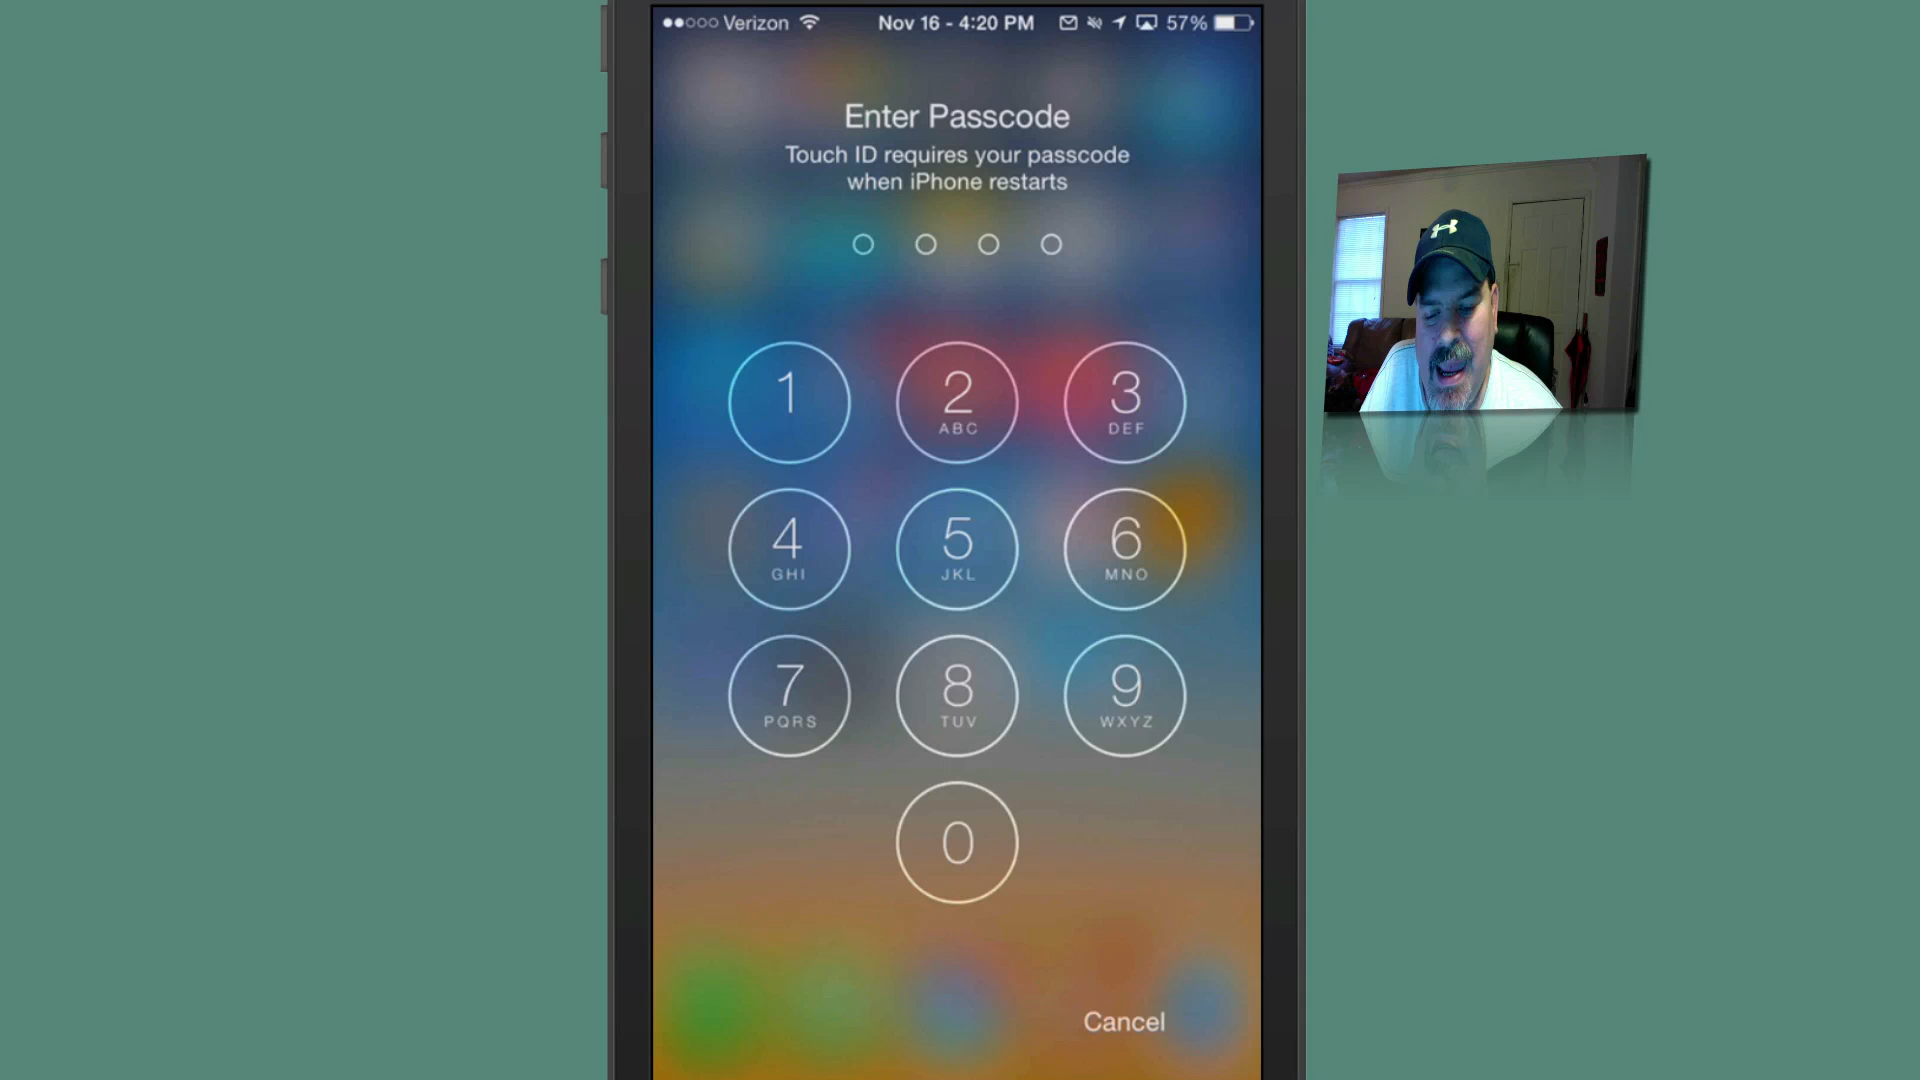 Verizon Nov 16 - 4:20 PM 57%
Enter Passcode
Touch ID requires your passcode
when iPhone restarts
1 2 3
ABC DEF
4 5 6
GHI JKL MNO
7 8 9
PQRS TUV WXYZ
0
Cancel